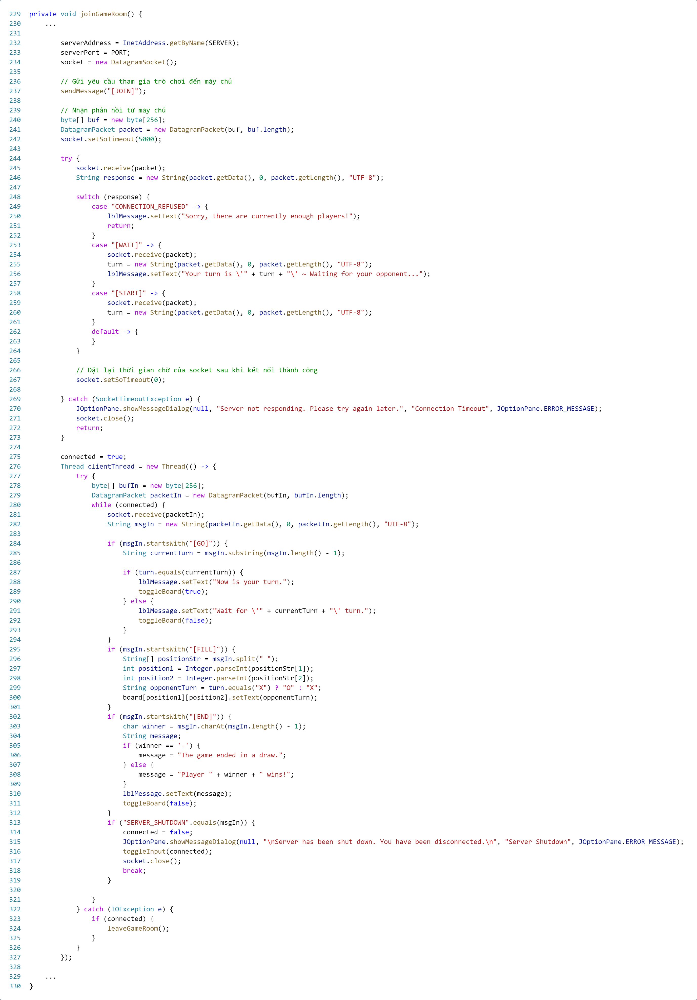 229 private void joinGameRoom() {
230     ...
231
232         serverAddress = InetAddress.getByName(SERVER);
233         serverPort = PORT;
234         socket = new DatagramSocket();
235
236         // Gửi yêu cầu tham gia trò chơi đến máy chủ
237         sendMessage("[JOIN]");
238
239         // Nhận phản hồi từ máy chủ
240         byte[] buf = new byte[256];
241         DatagramPacket packet = new DatagramPacket(buf, buf.length);
242         socket.setSoTimeout(5000);
243
244         try {
245             socket.receive(packet);
246             String response = new String(packet.getData(), 0, packet.getLength(), "UTF-8");
247
248             switch (response) {
249                 case "CONNECTION_REFUSED" -> {
250                     lblMessage.setText("Sorry, there are currently enough players!");
251                     return;
252                 }
253                 case "[WAIT]" -> {
254                     socket.receive(packet);
255                     turn = new String(packet.getData(), 0, packet.getLength(), "UTF-8");
256                     lblMessage.setText("Your turn is \'" + turn + "\' ~ Waiting for your opponent...");
257                 }
258                 case "[START]" -> {
259                     socket.receive(packet);
260                     turn = new String(packet.getData(), 0, packet.getLength(), "UTF-8");
261                 }
262                 default -> {
263                 }
264             }
265
266             // Đặt lại thời gian chờ của socket sau khi kết nối thành công
267             socket.setSoTimeout(0);
268
269         } catch (SocketTimeoutException e) {
270             JOptionPane.showMessageDialog(null, "Server not responding. Please try again later.", "Connection Timeout", JOptionPane.ERROR_MESSAGE);
271             socket.close();
272             return;
273         }
274
275         connected = true;
276         Thread clientThread = new Thread(() -> {
277             try {
278                 byte[] bufIn = new byte[256];
279                 DatagramPacket packetIn = new DatagramPacket(bufIn, bufIn.length);
280                 while (connected) {
281                     socket.receive(packetIn);
282                     String msgIn = new String(packetIn.getData(), 0, packetIn.getLength(), "UTF-8");
283
284                     if (msgIn.startsWith("[GO]")) {
285                         String currentTurn = msgIn.substring(msgIn.length() - 1);
286
287                         if (turn.equals(currentTurn)) {
288                             lblMessage.setText("Now is your turn.");
289                             toggleBoard(true);
290                         } else {
291                             lblMessage.setText("Wait for \'" + currentTurn + "\' turn.");
292                             toggleBoard(false);
293                         }
294                     }
295                     if (msgIn.startsWith("[FILL]")) {
296                         String[] positionStr = msgIn.split(" ");
297                         int position1 = Integer.parseInt(positionStr[1]);
298                         int position2 = Integer.parseInt(positionStr[2]);
299                         String opponentTurn = turn.equals("X") ? "O" : "X";
300                         board[position1][position2].setText(opponentTurn);
301                     }
302                     if (msgIn.startsWith("[END]")) {
303                         char winner = msgIn.charAt(msgIn.length() - 1);
304                         String message;
305                         if (winner == '-') {
306                             message = "The game ended in a draw.";
307                         } else {
308                             message = "Player " + winner + " wins!";
309                         }
310                         lblMessage.setText(message);
311                         toggleBoard(false);
312                     }
313                     if ("SERVER_SHUTDOWN".equals(msgIn)) {
314                         connected = false;
315                         JOptionPane.showMessageDialog(null, "\nServer has been shut down. You have been disconnected.\n", "Server Shutdown", JOptionPane.ERROR_MESSAGE);
316                         toggleInput(connected);
317                         socket.close();
318                         break;
319                     }
320
321                 }
322             } catch (IOException e) {
323                 if (connected) {
324                     leaveGameRoom();
325                 }
326             }
327         });
328
329     ...
330 }